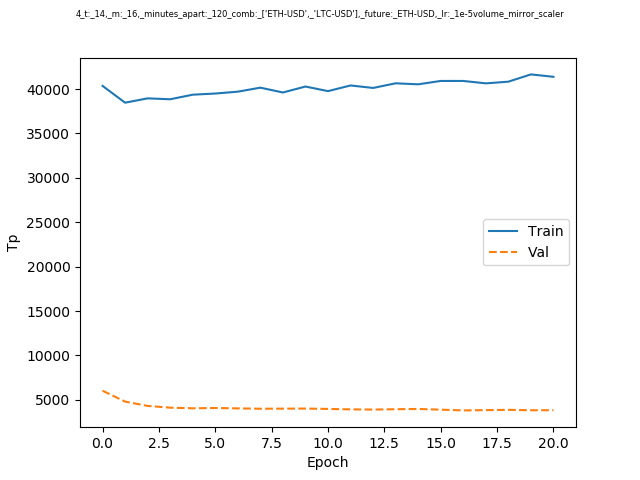 4_t:_14,_m:_16,_minutes_apart:_120_comb:_['ETH-USD',_'LTC-USD'],_future:_ETH-USD,_lr:_1e-5volume_mirror_scaler
40000
35000
30000
25000
20000
15000
10000
5000
Tp
Train
Val
0.0 2.5 5.0 7.5 10.0 12.5 15.0 17.5 20.0
Epoch